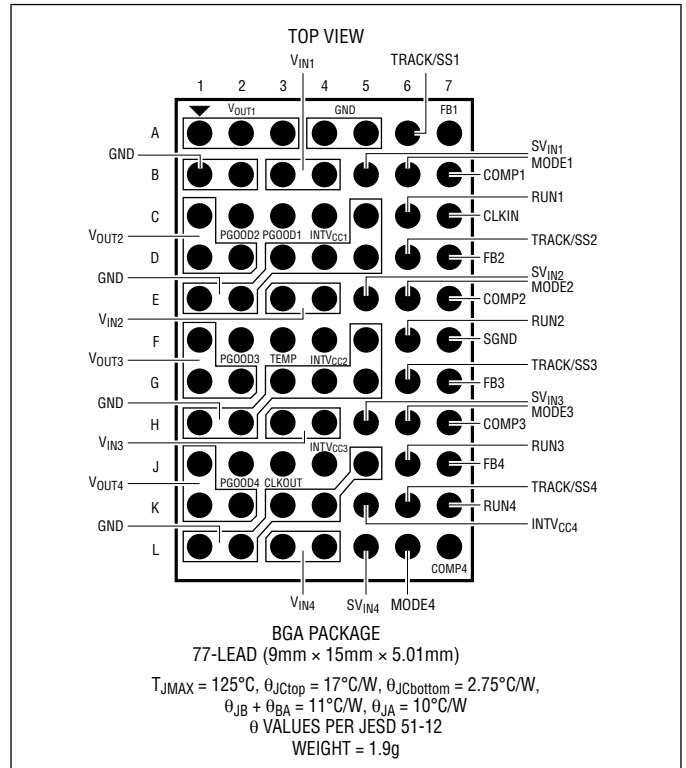 TOP VIEW
VIN1 TRACK/SS1
1 2 3 4 5 6 7
A VOUT1 GND FB1
GND SVIN1
MODE1
B COMP1
RUN1
C CLKIN
VOUT2 PGOOD2 PGOOD1 INTVCC1 TRACK/SS2
D FB2
GND SVIN2
MODE2
E COMP2
VIN2 RUN2
F SGND
VOUT3 PGOOD3 TEMP INTVCC2 TRACK/SS3
G FB3
GND SVIN3
MODE3
H COMP3
VIN3 INTVCC3 RUN3
J FB4
VOUT4 PGOOD4 CLKOUT TRACK/SS4
K RUN4
GND INTVCC4
L COMP4
VIN4 SVIN4 MODE4
BGA PACKAGE
77-LEAD (9mm × 15mm × 5.01mm)
TJMAX = 125°C, θJCtop = 17°C/W, θJCbottom = 2.75°C/W,
θJB + θBA = 11°C/W, θJA = 10°C/W
θ VALUES PER JESD 51-12
WEIGHT = 1.9g